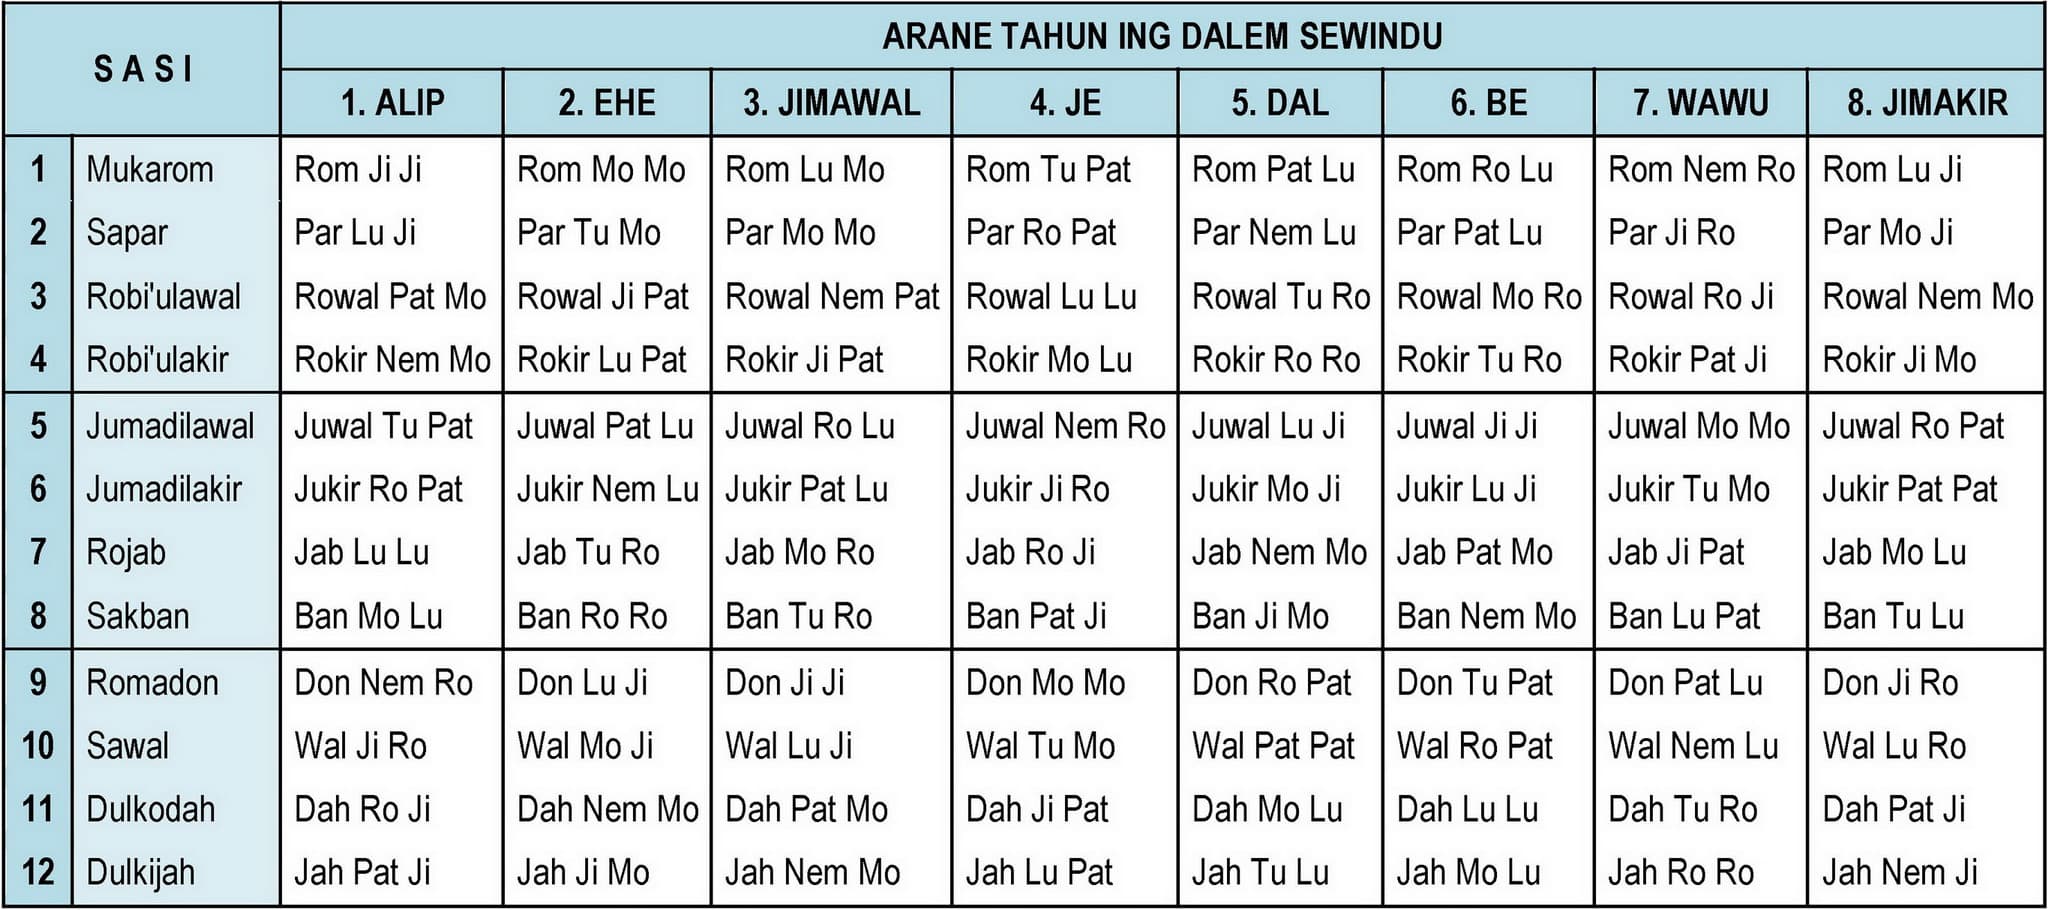 SASI
ARANE TAHUN ING DALEM SEWINDU
1. ALIP 2. EHE 3. JIMAWAL 4. JE 5. DAL 6. BE 7. WAWU 8. JIMAKIR
1 Mukarom Rom Ji Ji Rom Mo Mo Rom Lu Mo Rom Tu Pat Rom Pat Lu Rom Ro Lu Rom Nem Ro Rom Lu Ji
2 Sapar Par Lu Ji Par Tu Mo Par Mo Mo Par Ro Pat Par Nem Lu Par Pat Lu Par Ji Ro Par Mo Ji
3 Robi'ulawal Rowal Pat Mo Rowal Ji Pat Rowal Nem Pat Rowal Lu Lu Rowal Tu Ro Rowal Mo Ro Rowal Ro Ji Rowal Nem Mo
4 Robi'ulakir Rokir Nem Mo Rokir Lu Pat Rokir Ji Pat Rokir Mo Lu Rokir Ro Ro Rokir Tu Ro Rokir Pat Ji Rokir Ji Mo
5 Jumadilawal Juwal Tu Pat Juwal Pat Lu Juwal Ro Lu Juwal Nem Ro Juwal Lu Ji Juwal Ji Ji Juwal Mo Mo Juwal Ro Pat
6 Jumadilakir Jukir Ro Pat Jukir Nem Lu Jukir Pat Lu Jukir Ji Ro Jukir Mo Ji Jukir Lu Ji Jukir Tu Mo Jukir Pat Pat
7 Rojab Jab Lu Lu Jab Tu Ro Jab Mo Ro Jab Ro Ji Jab Nem Mo Jab Pat Mo Jab Ji Pat Jab Mo Lu
8 Sakban Ban Mo Lu Ban Ro Ro Ban Tu Ro Ban Pat Ji Ban Ji Mo Ban Nem Mo Ban Lu Pat Ban Tu Lu
9 Romadon Don Nem Ro Don Lu Ji Don Ji Ji Don Mo Mo Don Ro Pat Don Tu Pat Don Pat Lu Don Ji Ro
10 Sawal Wal Ji Ro Wal Mo Ji Wal Lu Ji Wal Tu Mo Wal Pat Pat Wal Ro Pat Wal Nem Lu Wal Lu Ro
11 Dulkodah Dah Ro Ji Dah Nem Mo Dah Pat Mo Dah Ji Pat Dah Mo Lu Dah Lu Lu Dah Tu Ro Dah Pat Ji
12 Dulkijah Jah Pat Ji Jah Ji Mo Jah Nem Mo Jah Lu Pat Jah Tu Lu Jah Mo Lu Jah Ro Ro Jah Nem Ji